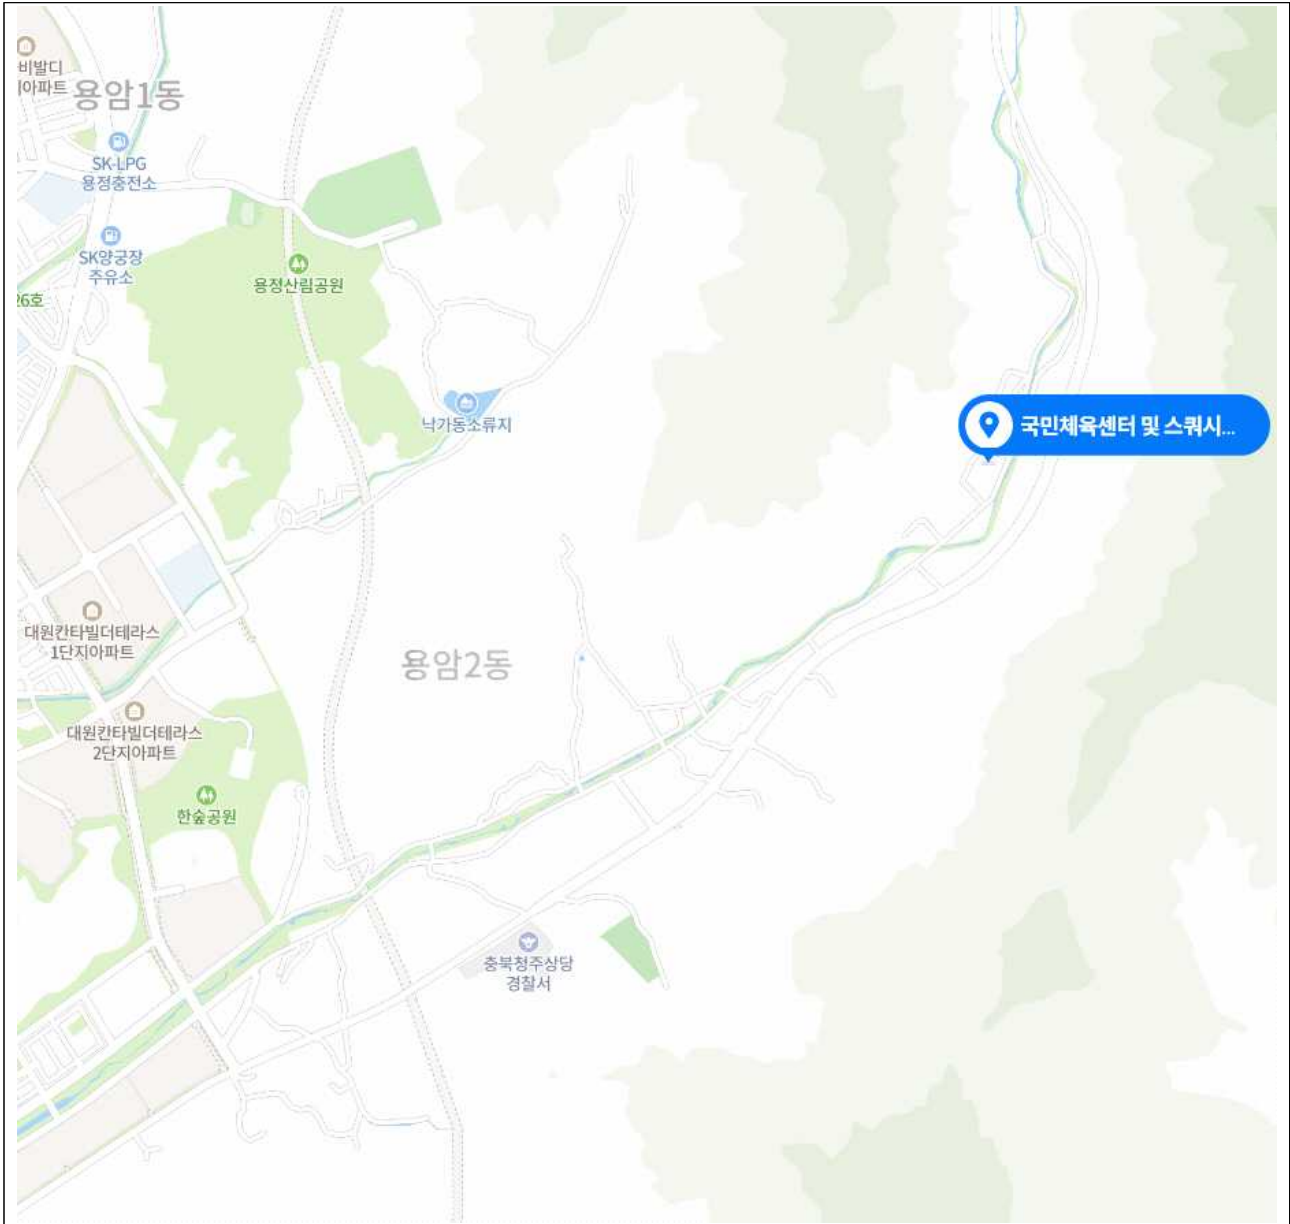 비발디
아파트
용암1동
SK-LPG
용정충전소
SK양궁장
주유소
용정산림공원
26호
낙가동소류지
국민체육센터 및 스쿼시...
대원칸타빌더테라스
1단지아파트
용암2동
대원칸타빌더테라스
2단지아파트
한숲공원
충북청주상당
경찰서